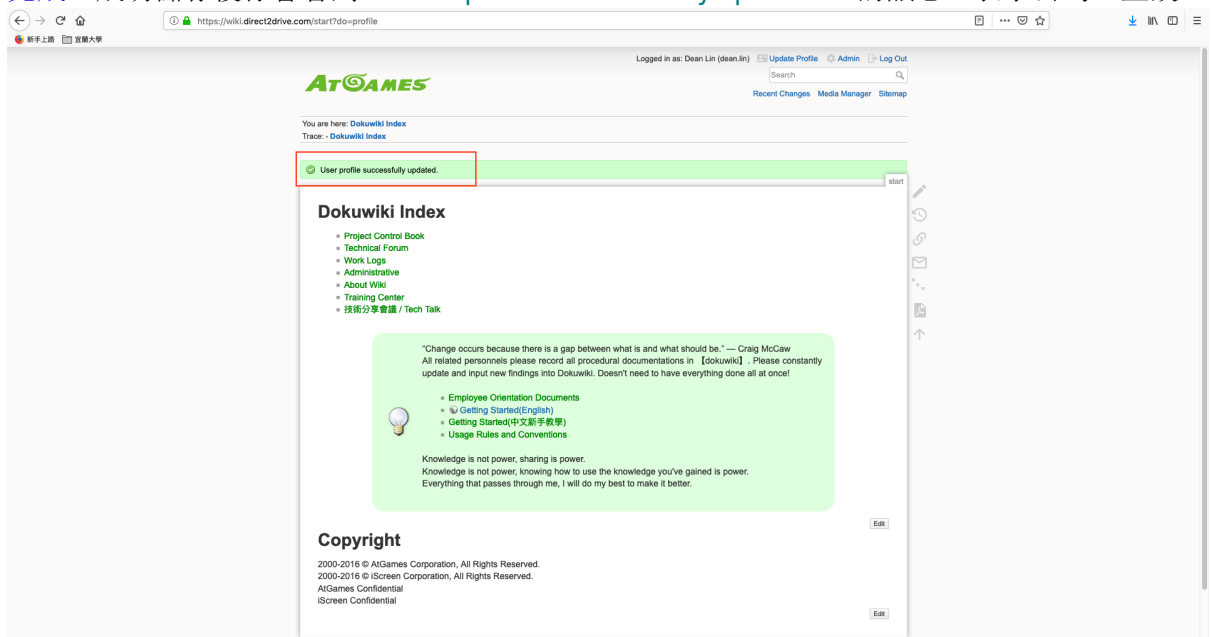 https://wiki.direct2drive.com/start?do=profile
新手上路 宜蘭大學
Logged in as: Dean Lin (dean.lin) Update Profile Admin Log Out
ATGAMES
Search
Recent Changes Media Manager Sitemap
You are here: Dokuwiki Index
Trace: • Dokuwiki Index
User profile successfully updated.
start
Dokuwiki Index
Project Control Book
Technical Forum
Work Logs
Administrative
About Wiki
Training Center
技術分享會議 / Tech Talk
"Change occurs because there is a gap between what is and what should be." — Craig McCaw
All related personnels please record all procedural documentations in 【dokuwiki】. Please constantly
update and input new findings into Dokuwiki. Doesn't need to have everything done all at once!
Employee Orientation Documents
Getting Started(English)
Getting Started(中文新手教學)
Usage Rules and Conventions
Knowledge is not power, sharing is power.
Knowledge is not power, knowing how to use the knowledge you've gained is power.
Everything that passes through me, I will do my best to make it better.
Edit
Copyright
2000-2016 © AtGames Corporation, All Rights Reserved.
2000-2016 © iScreen Corporation, All Rights Reserved.
AtGames Confidential
iScreen Confidential
Edit